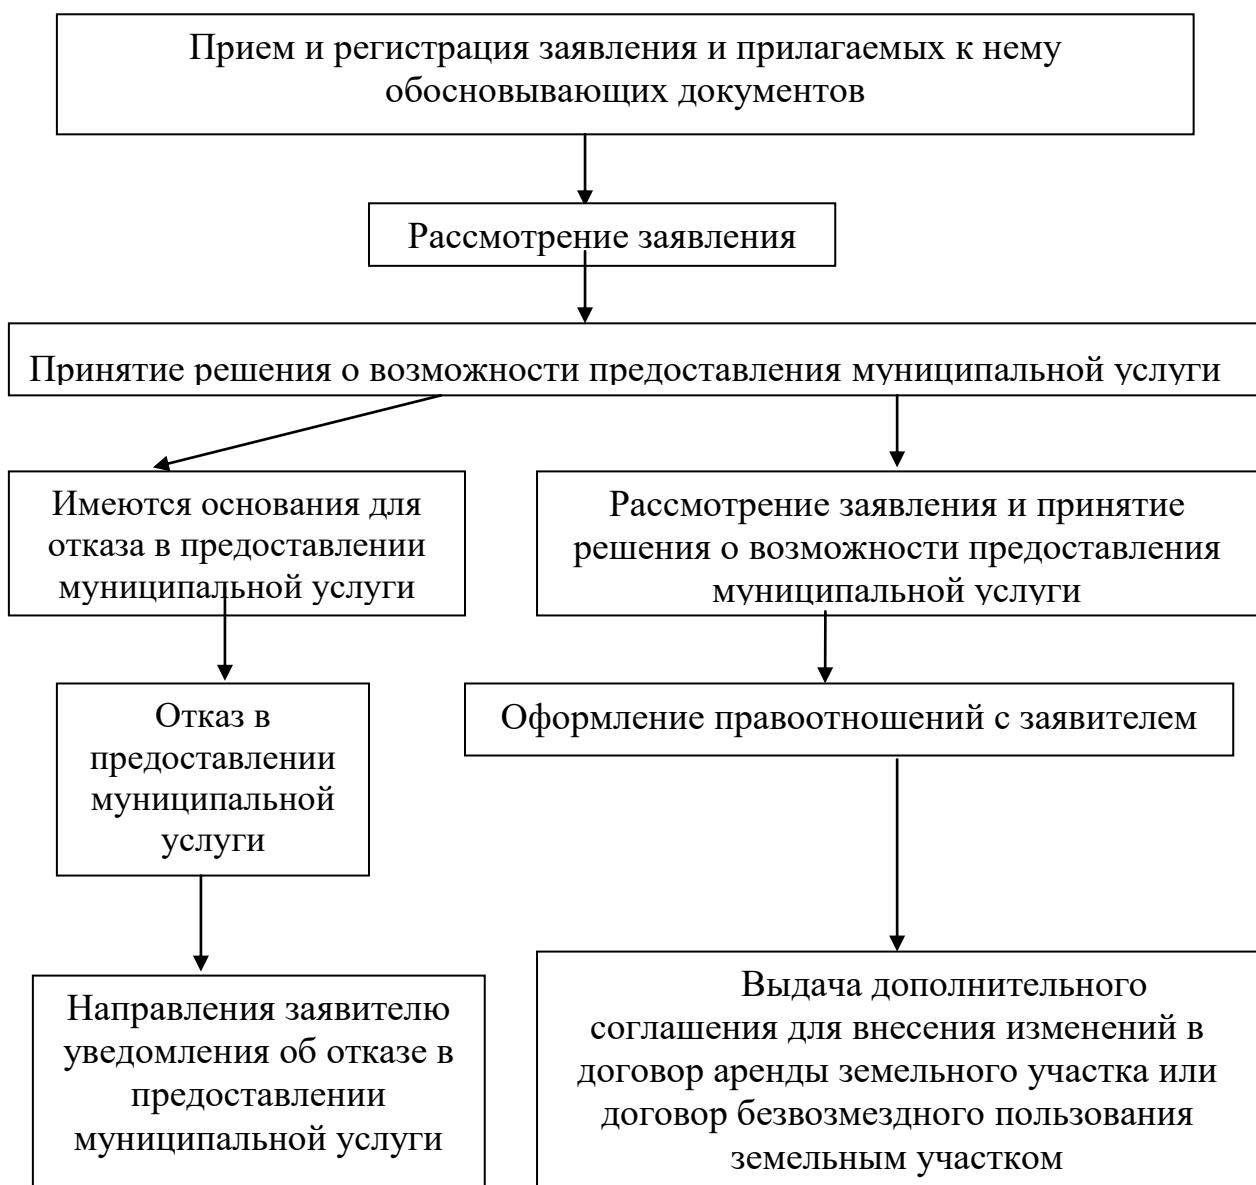 Прием и регистрация заявления и прилагаемых к нему
обосновывающих документов
Рассмотрение заявления
Принятие решения о возможности предоставления муниципальной услуги
Имеются основания для
отказа в предоставлении
муниципальной услуги
Рассмотрение заявления и принятие
решения о возможности предоставления
муниципальной услуги
Отказ в
предоставлении
муниципальной
услуги
Оформление правоотношений с заявителем
Направления заявителю
уведомления об отказе в
предоставлении
муниципальной услуги
Выдача дополнительного
соглашения для внесения изменений в
договор аренды земельного участка или
договор безвозмездного пользования
земельным участком